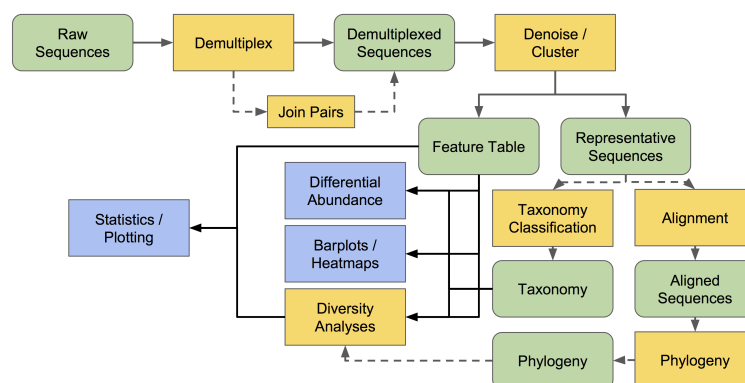 Raw
Sequences
Demultiplex
Demultiplexed
Sequences
Denoise /
Cluster
Join Pairs
Feature Table
Representative
Sequences
Differential
Abundance
Taxonomy
Classification
Alignment
Statistics /
Plotting
Barplots /
Heatmaps
Taxonomy
Aligned
Sequences
Diversity
Analyses
Phylogeny
Phylogeny